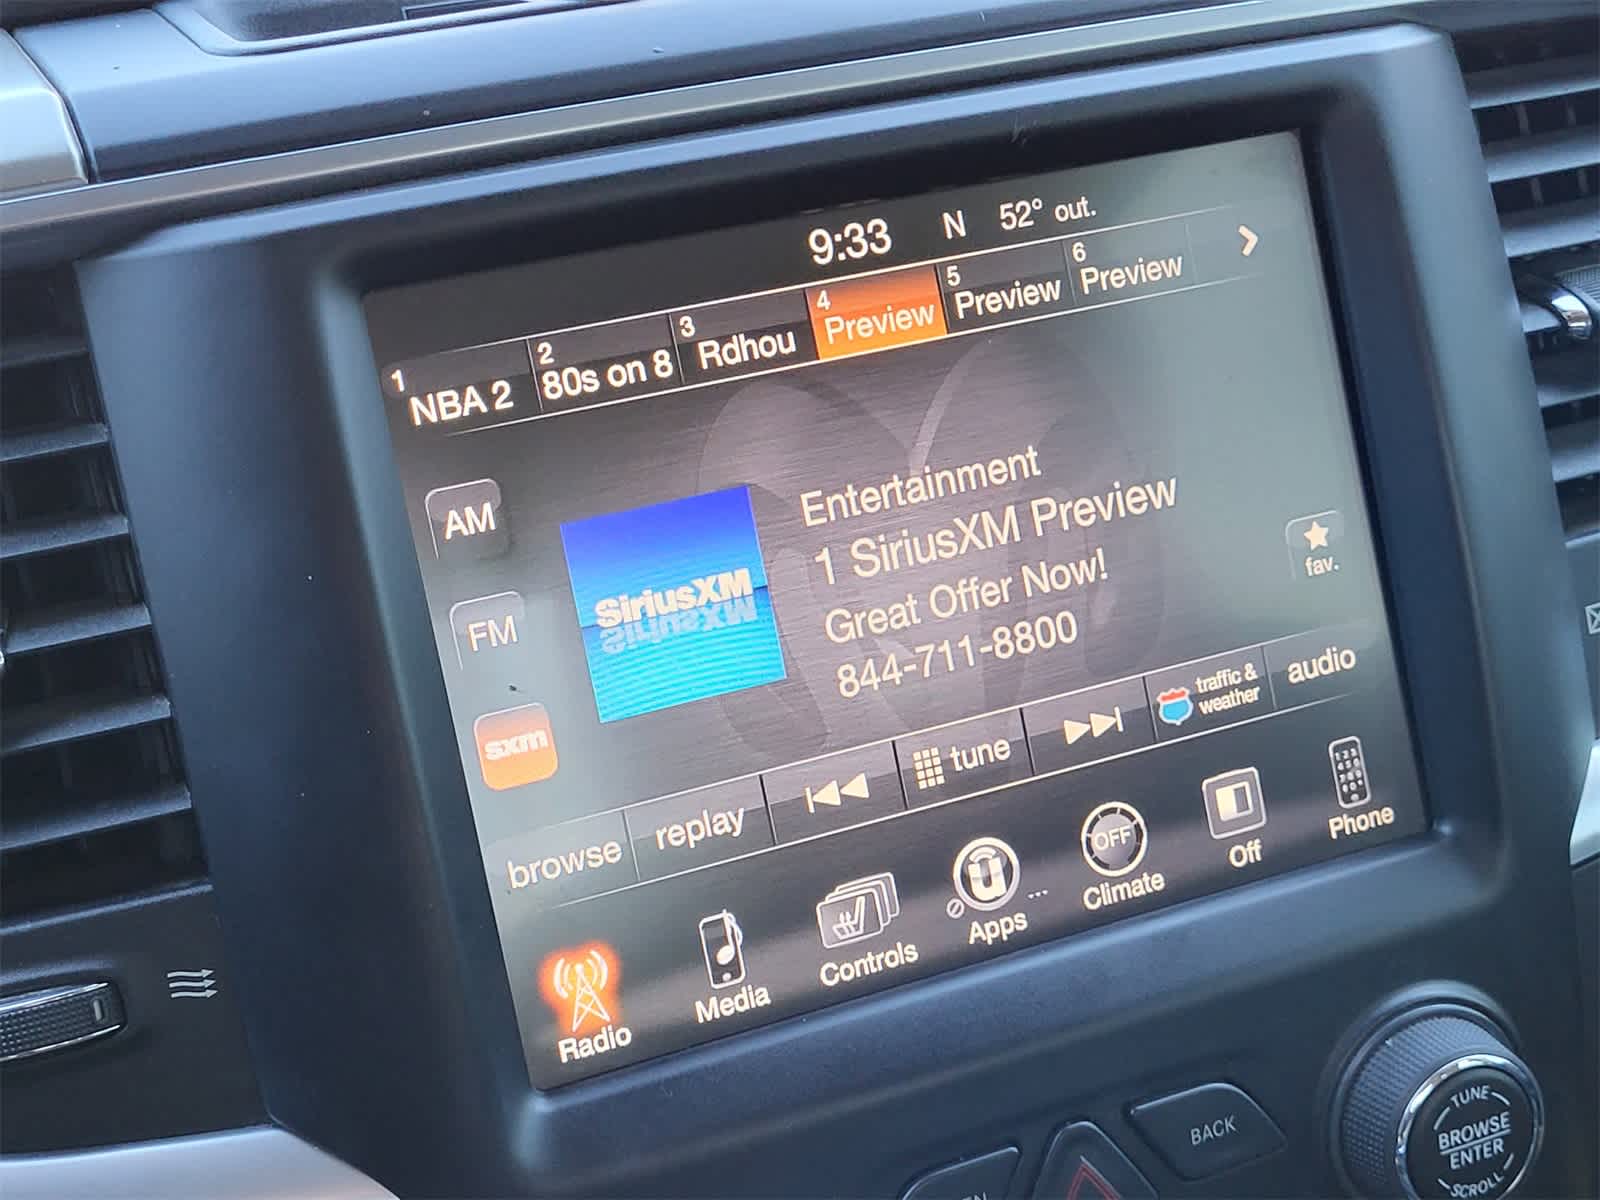 9:33 N 52° out.
1 NBA 2
2 80s on 8
3 Rdhou
4 Preview
5 Preview
6 Preview
AM
FM
sxm
SiriusXM
Entertainment
1 SiriusXM Preview
Great Offer Now!
844-711-8800
fav.
browse
replay
tune
traffic &
weather
audio
Radio
Media
Controls
Apps
OFF
Climate
Off
Phone
BACK
TUNE
BROWSE
ENTER
SCROLL